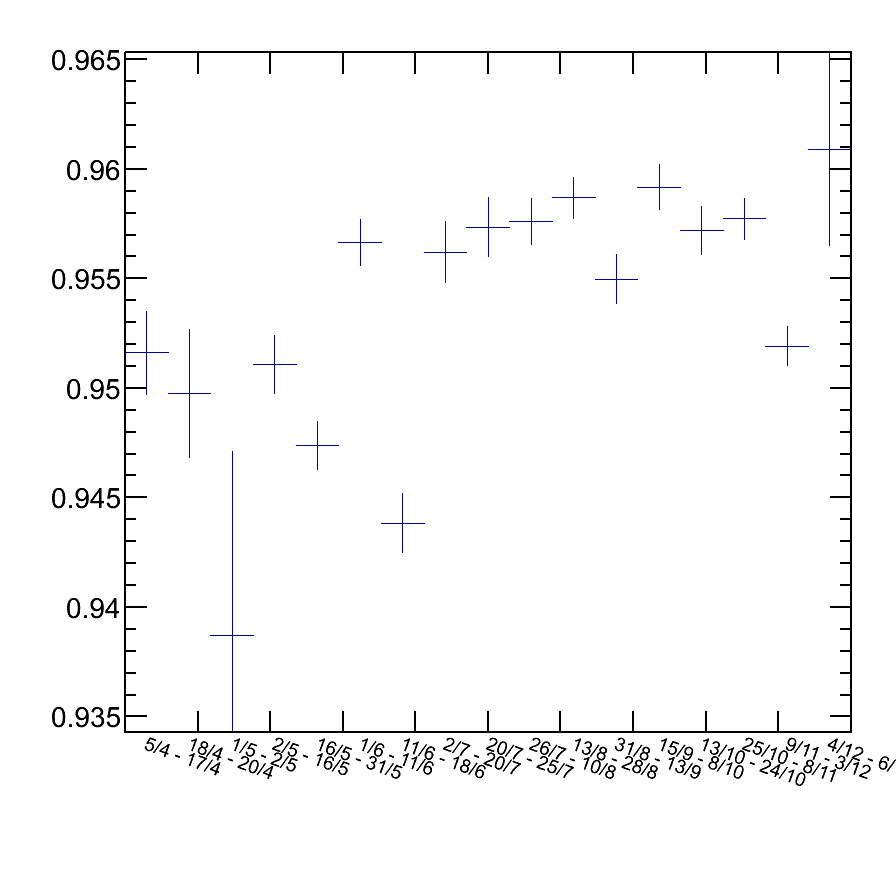 0.965
0.96
0.955
0.95
0.945
0.94
0.935
5/4 - 17/4
18/4 - 20/4
1/5 - 2/5
2/5 - 16/5
16/5 - 31/5
1/6 - 11/6
11/6 - 18/6
2/7 - 20/7
20/7 - 25/7
26/7 - 10/8
13/8 - 28/8
31/8 - 13/9
15/9 - 8/10
13/10 - 24/10
25/10 - 8/11
9/11 - 3/12
4/12 - 6/